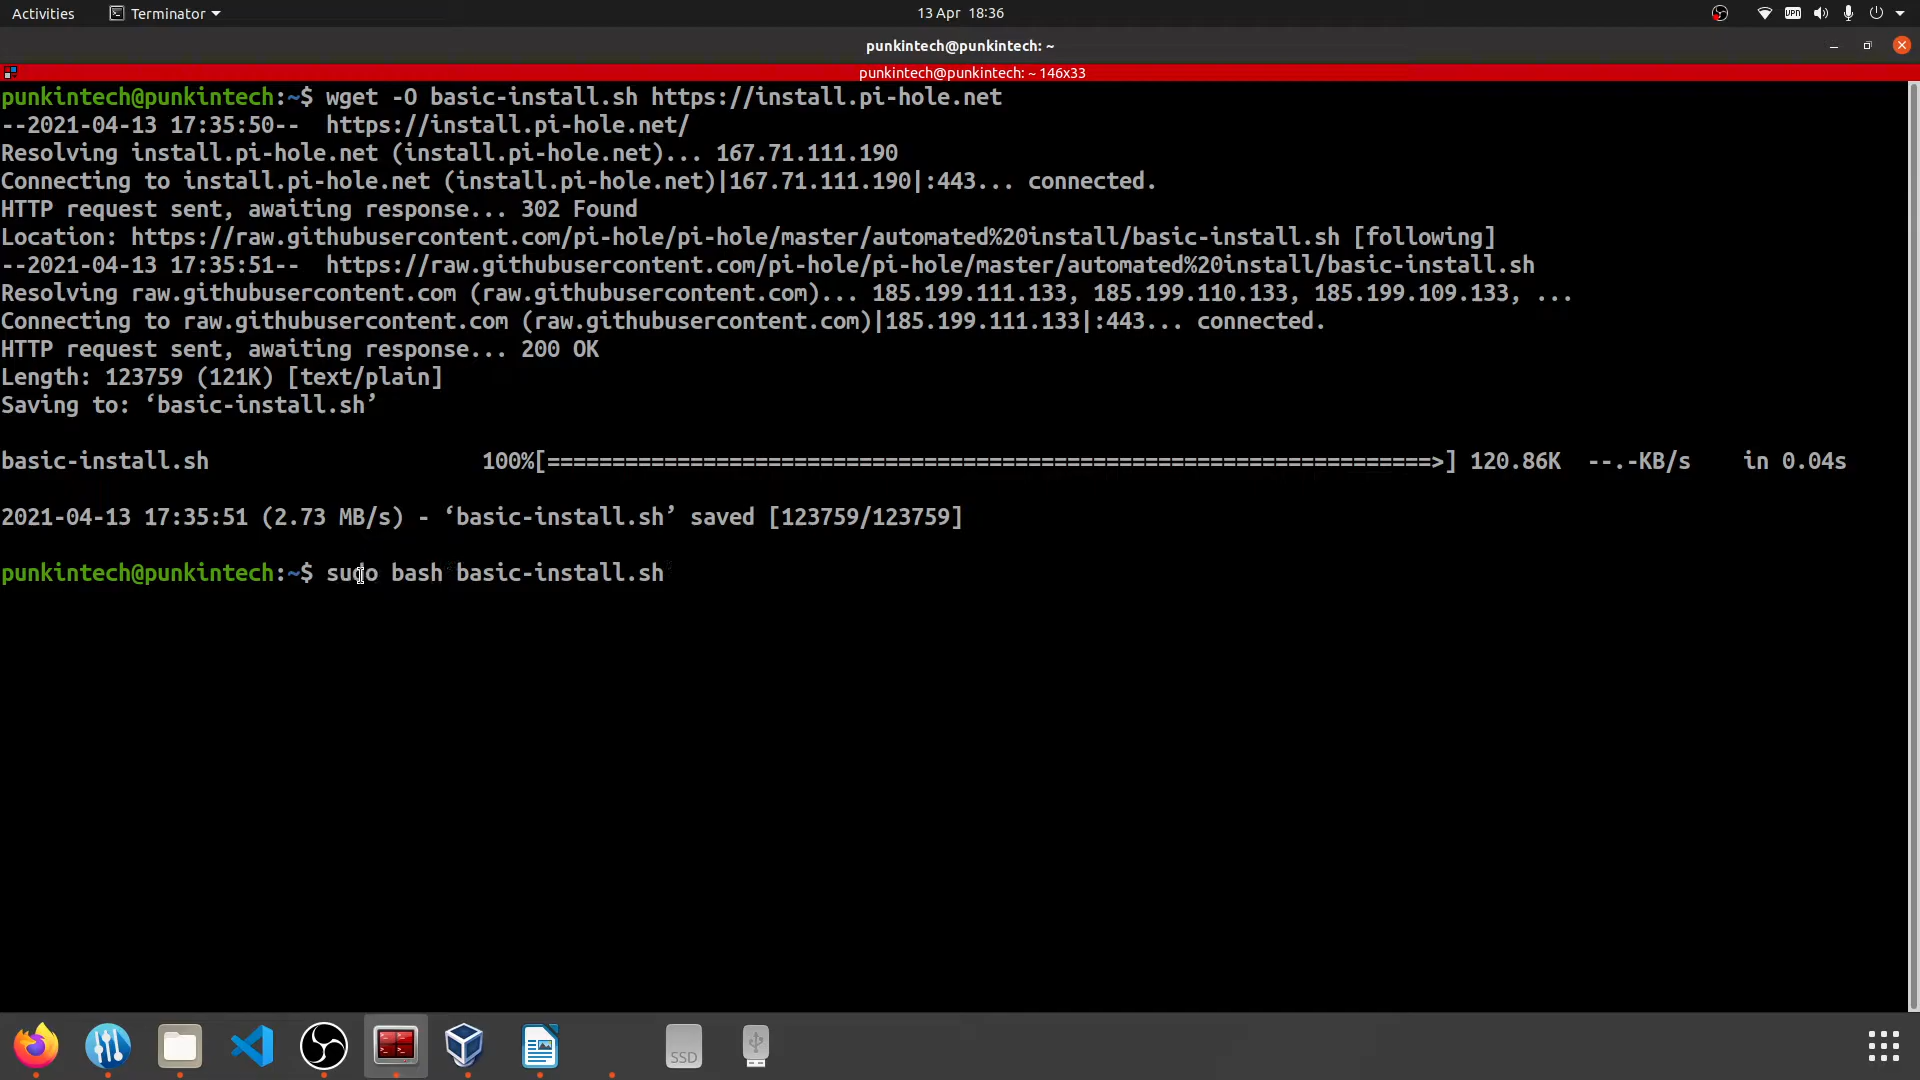 Activities Terminator 13 Apr 18:36 VPN
punkintech@punkintech: ~
punkintech@punkintech: ~ 146x33
punkintech@punkintech:~$ wget -O basic-install.sh https://install.pi-hole.net
--2021-04-13 17:35:50--  https://install.pi-hole.net/
Resolving install.pi-hole.net (install.pi-hole.net)... 167.71.111.190
Connecting to install.pi-hole.net (install.pi-hole.net)|167.71.111.190|:443... connected.
HTTP request sent, awaiting response... 302 Found
Location: https://raw.githubusercontent.com/pi-hole/pi-hole/master/automated%20install/basic-install.sh [following]
--2021-04-13 17:35:51--  https://raw.githubusercontent.com/pi-hole/pi-hole/master/automated%20install/basic-install.sh
Resolving raw.githubusercontent.com (raw.githubusercontent.com)... 185.199.111.133, 185.199.110.133, 185.199.109.133, ...
Connecting to raw.githubusercontent.com (raw.githubusercontent.com)|185.199.111.133|:443... connected.
HTTP request sent, awaiting response... 200 OK
Length: 123759 (121K) [text/plain]
Saving to: ‘basic-install.sh’
basic-install.sh 100%[====================================================================>] 120.86K --.-KB/s in 0.04s
2021-04-13 17:35:51 (2.73 MB/s) - ‘basic-install.sh’ saved [123759/123759]
punkintech@punkintech:~$ sudo bash basic-install.sh
SSD